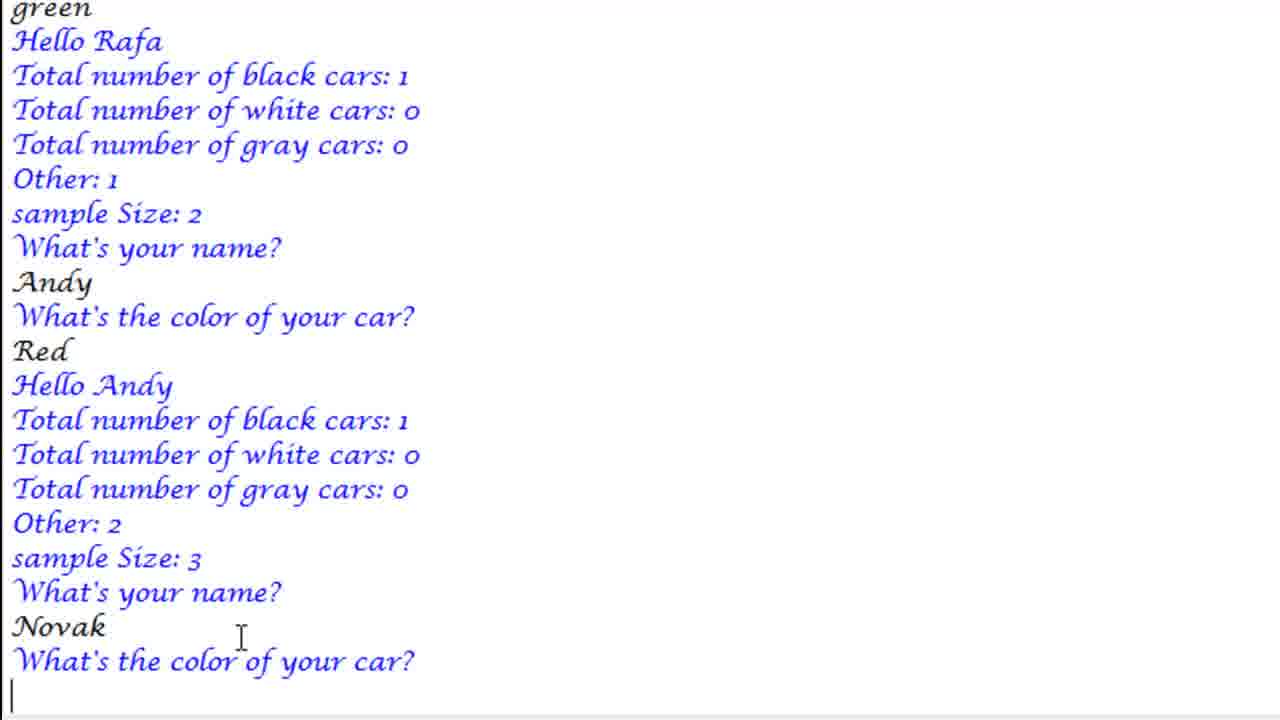 green
Hello Rafa
Total number of black cars: 1
Total number of white cars: 0
Total number of gray cars: 0
Other: 1
sample Size: 2
What's your name?
Andy
What's the color of your car?
Red
Hello Andy
Total number of black cars: 1
Total number of white cars: 0
Total number of gray cars: 0
Other: 2
sample Size: 3
What's your name?
Novak
What's the color of your car?